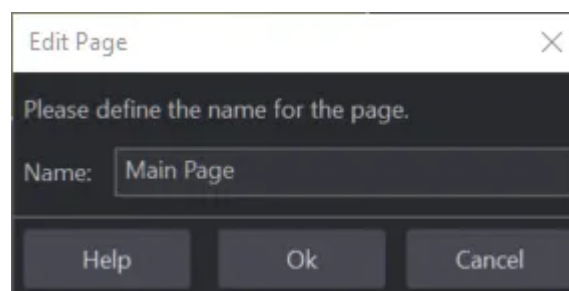 Edit Page
Please define the name for the page.
Name: Main Page
Help Ok Cancel